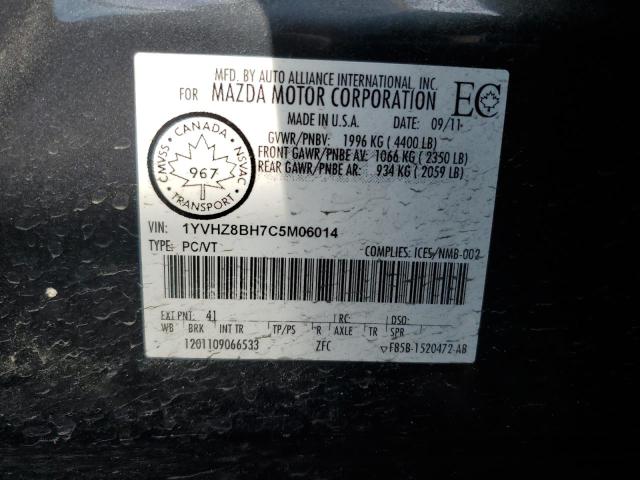 MFD. BY AUTO ALLIANCE INTERNATIONAL, INC.
FOR MAZDA MOTOR CORPORATION
EC
MADE IN U.S.A. DATE: 09/11
GVWR/PNBV: 1996 KG ( 4400 LB)
FRONT GAWR/PNBE AV: 1066 KG ( 2350 LB)
REAR GAWR/PNBE AR: 934 KG ( 2059 LB)
CANADA
CMVSS NSVAC
967
TRANSPORT
VIN: 1YVHZ8BH7C5M06014
TYPE: PC/VT COMPLIES: ICES/NMB-002
EXT PNT: 41 RC: DSO:
WB BRK INT TR TP/PS R AXLE TR SPR
1201109066533 ZFC F85B-1520472-AB